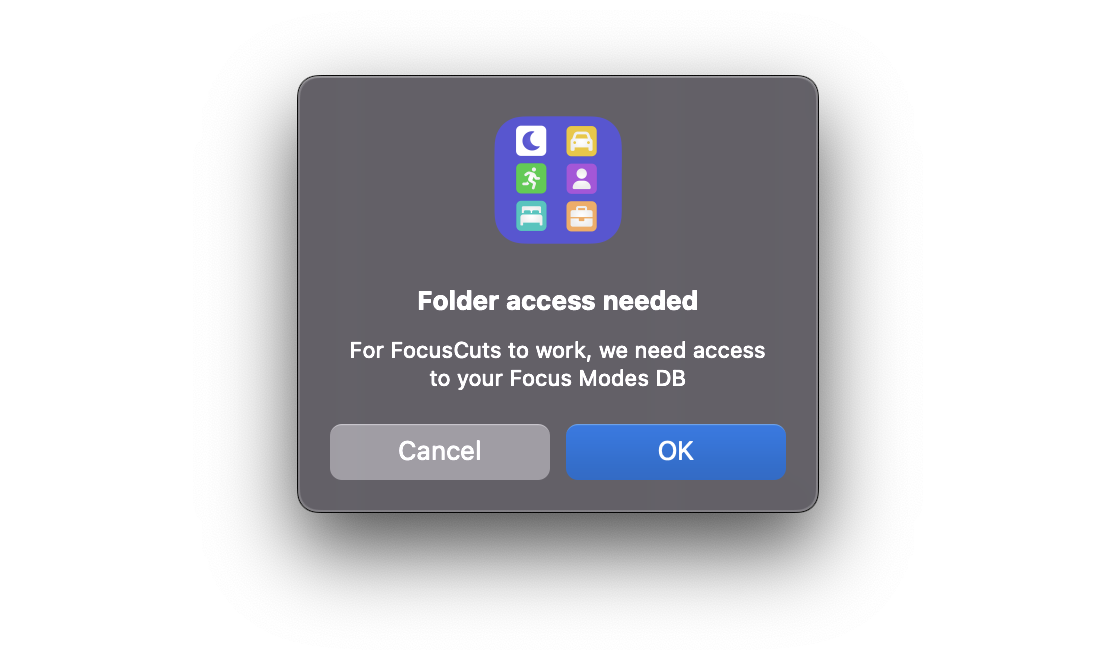 Folder access needed
For FocusCuts to work, we need access
to your Focus Modes DB
Cancel
OK